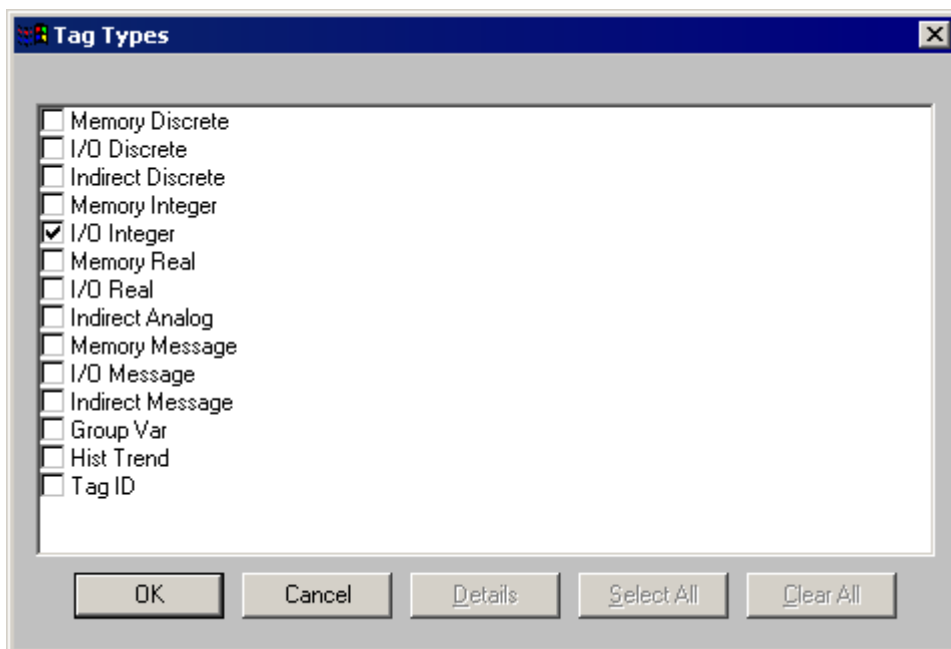 Tag Types
Memory Discrete
I/O Discrete
Indirect Discrete
Memory Integer
I/O Integer
Memory Real
I/O Real
Indirect Analog
Memory Message
I/O Message
Indirect Message
Group Var
Hist Trend
Tag ID
OK Cancel Details Select All Clear All